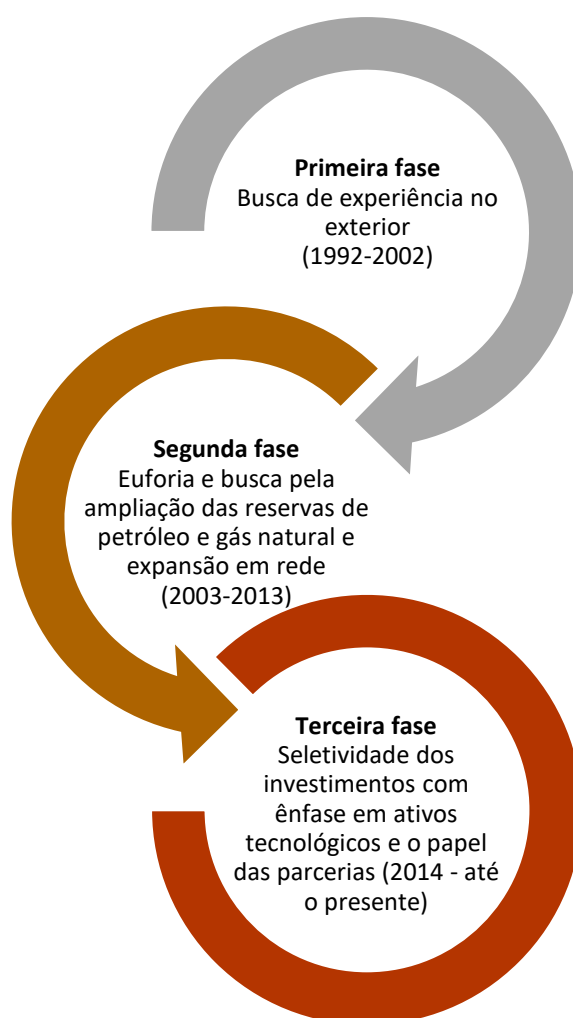 Primeira fase
Busca de experiência no
exterior
(1992-2002)
Segunda fase
Euforia e busca pela
ampliação das reservas de
petróleo e gás natural e
expansão em rede
(2003-2013)
Terceira fase
Seletividade dos
investimentos com
ênfase em ativos
tecnológicos e o papel
das parcerias (2014 - até
o presente)